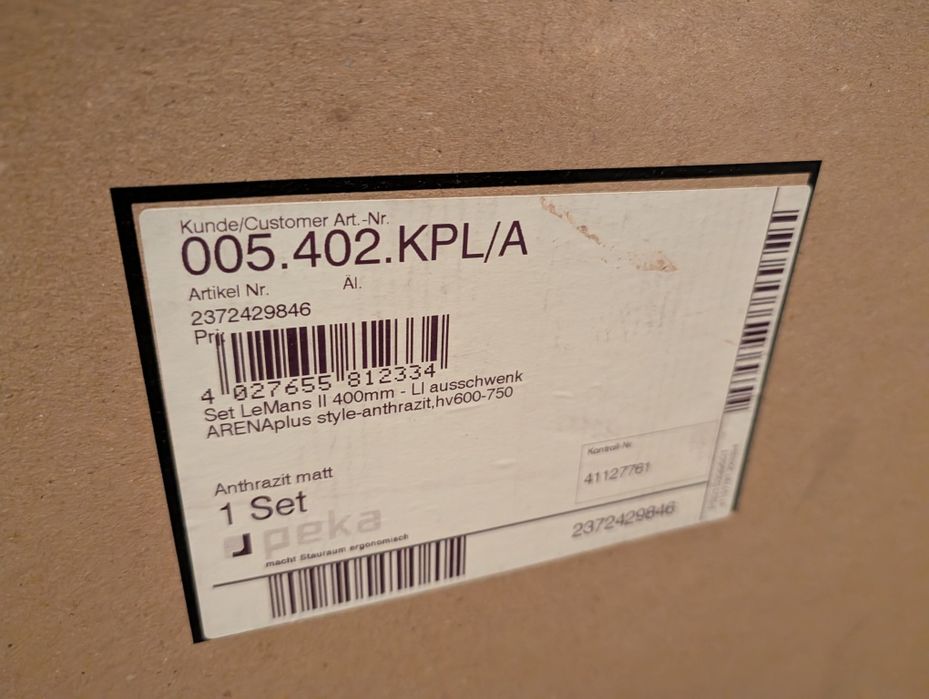 Kunde/Customer Art.-Nr.
005.402.KPL/A
Artikel Nr. Äl.
2372429846
4 027655 812334
Set LeMans II 400mm - LI ausschwenk
ARENAplus style-anthrazit,hv600-750
Kontroll-Nr.
41127761
Anthrazit matt
1 Set
peka
macht Stauraum ergonomisch
2372429846